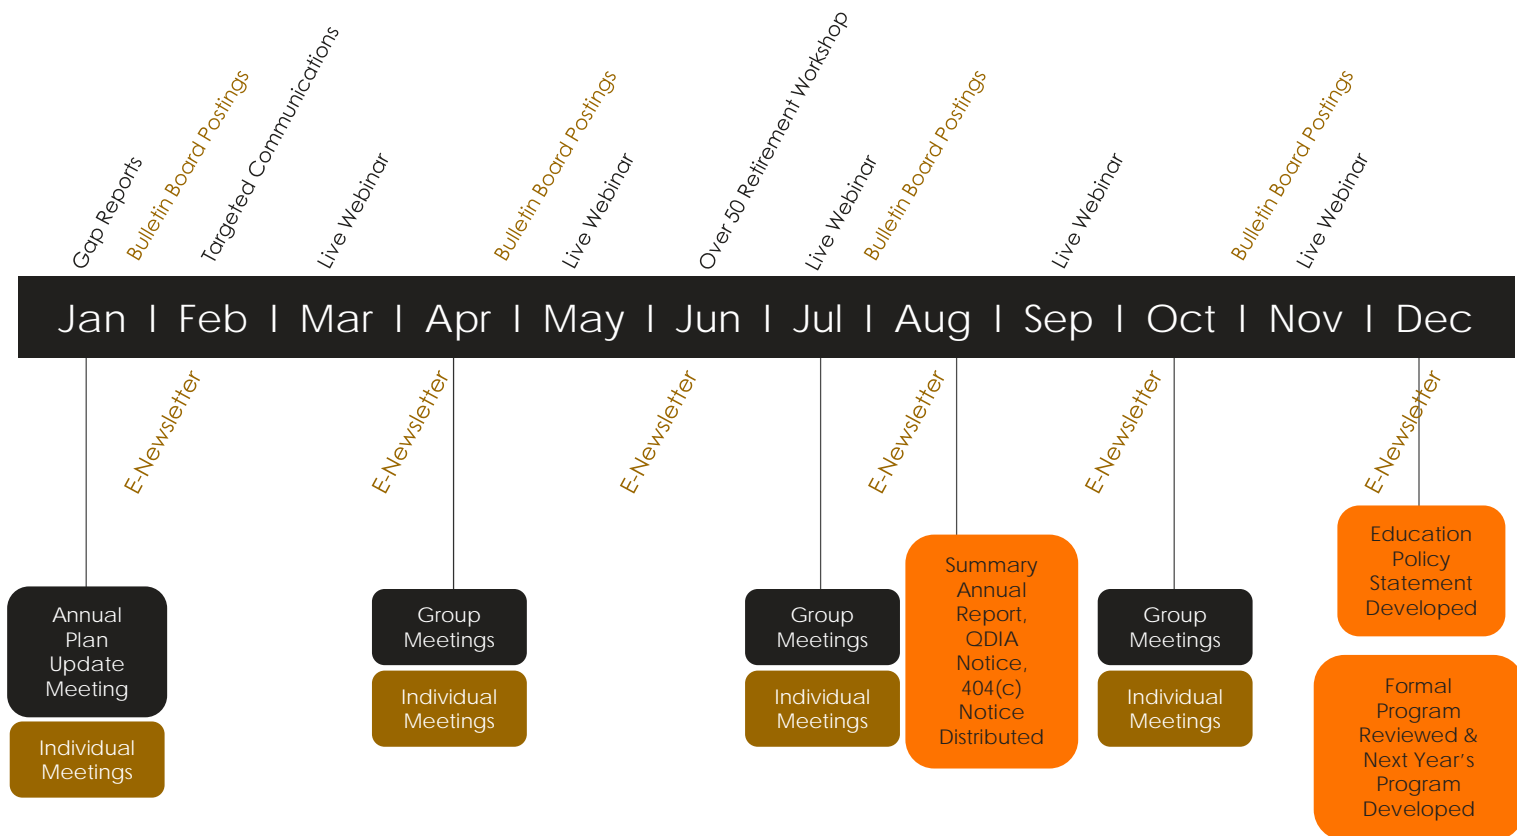 Gap Reports
Bulletin Board Postings
Targeted Communications
Live Webinar
Bulletin Board Postings
Live Webinar
Over 50 Retirement Workshop
Live Webinar
Bulletin Board Postings
Live Webinar
Bulletin Board Postings
Live Webinar
Jan I Feb I Mar I Apr I May I Jun I Jul I Aug I Sep I Oct I Nov I Dec
E-Newsletter
E-Newsletter
E-Newsletter
E-Newsletter
E-Newsletter
E-Newsletter
Annual
Plan
Update
Meeting
Individual
Meetings
Group
Meetings
Individual
Meetings
Group
Meetings
Individual
Meetings
Summary
Annual
Report,
QDIA
Notice,
404(c)
Notice
Distributed
Group
Meetings
Individual
Meetings
Education
Policy
Statement
Developed
Formal
Program
Reviewed &
Next Year's
Program
Developed